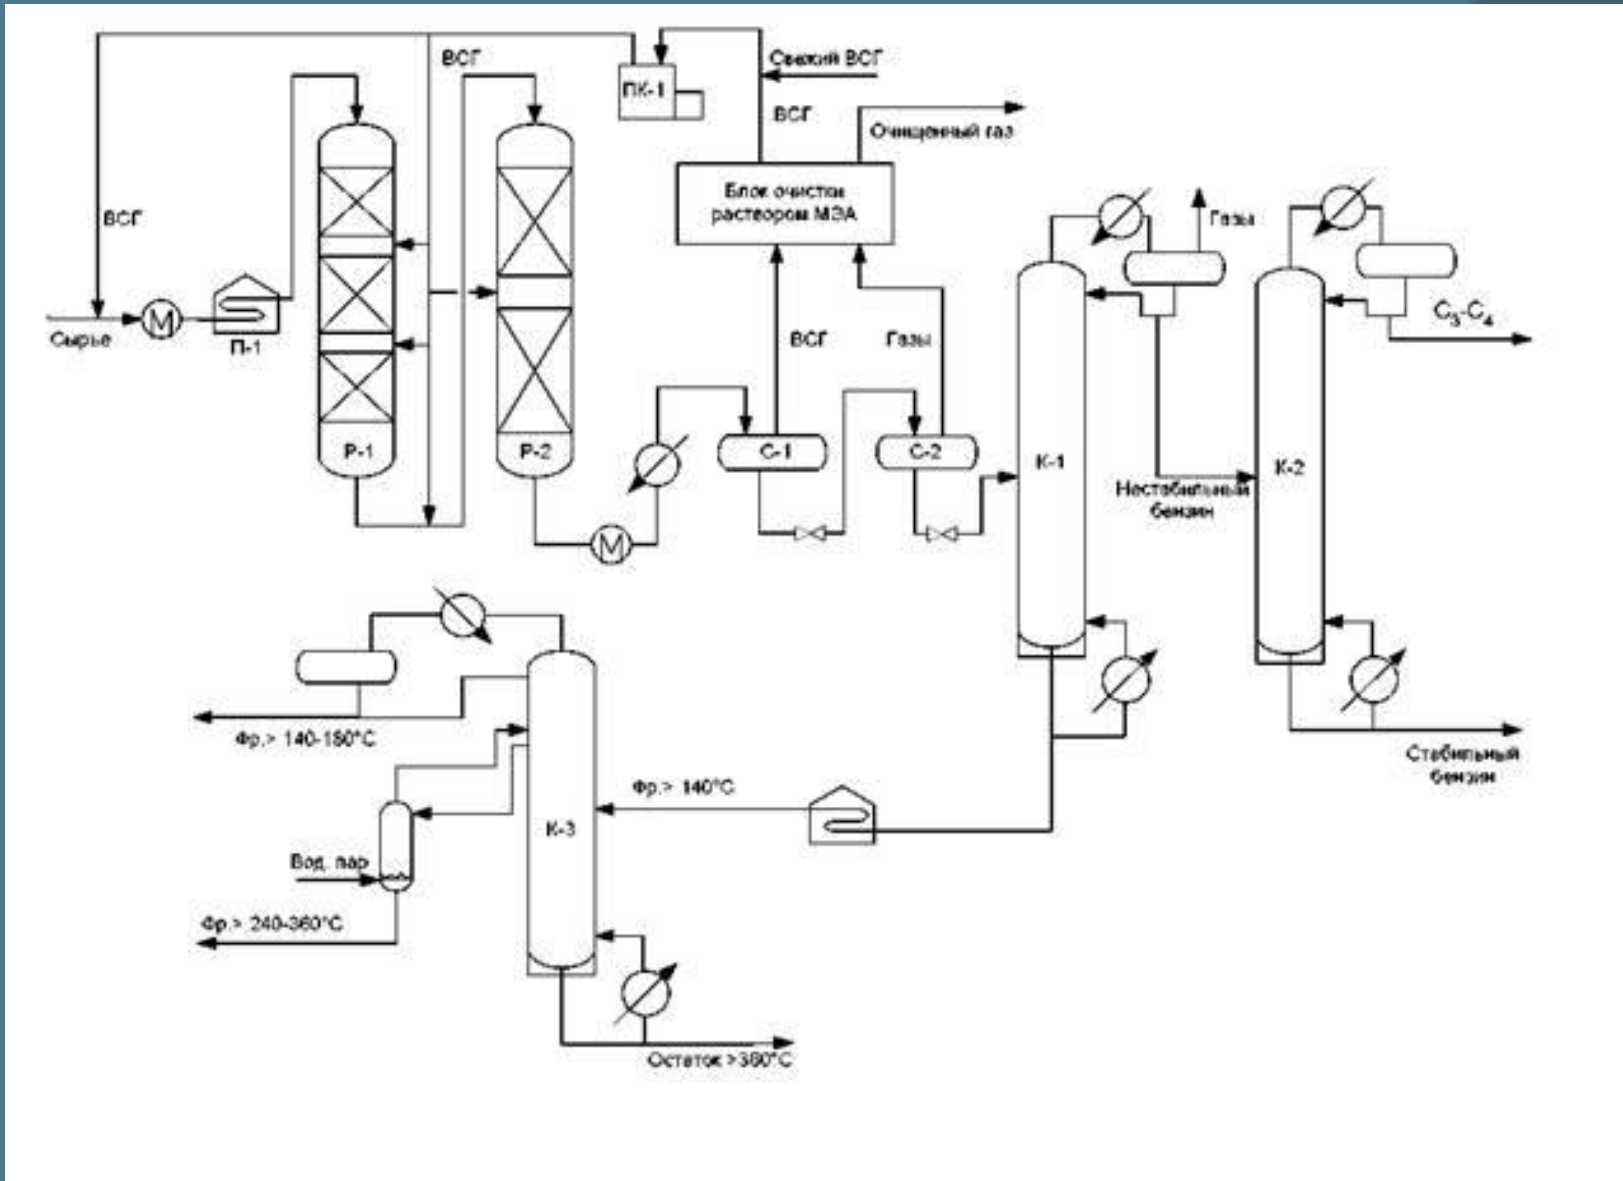 ВСГ
ПК-1
Свежий ВСГ
ВСГ
Очищенный газ
Блок очистки
раствором МЭА
ВСГ
Газы
Сырье
М
П-1
ВСГ
Газы
C3-C4
Р-1
Р-2
С-1
С-2
К-1
К-2
Нестабильный
бензин
М
Фр.> 140-180°C
Фр.> 140°C
Стабильный
бензин
К-3
Вод. пар
Фр.> 240-360°C
Остаток >360°C